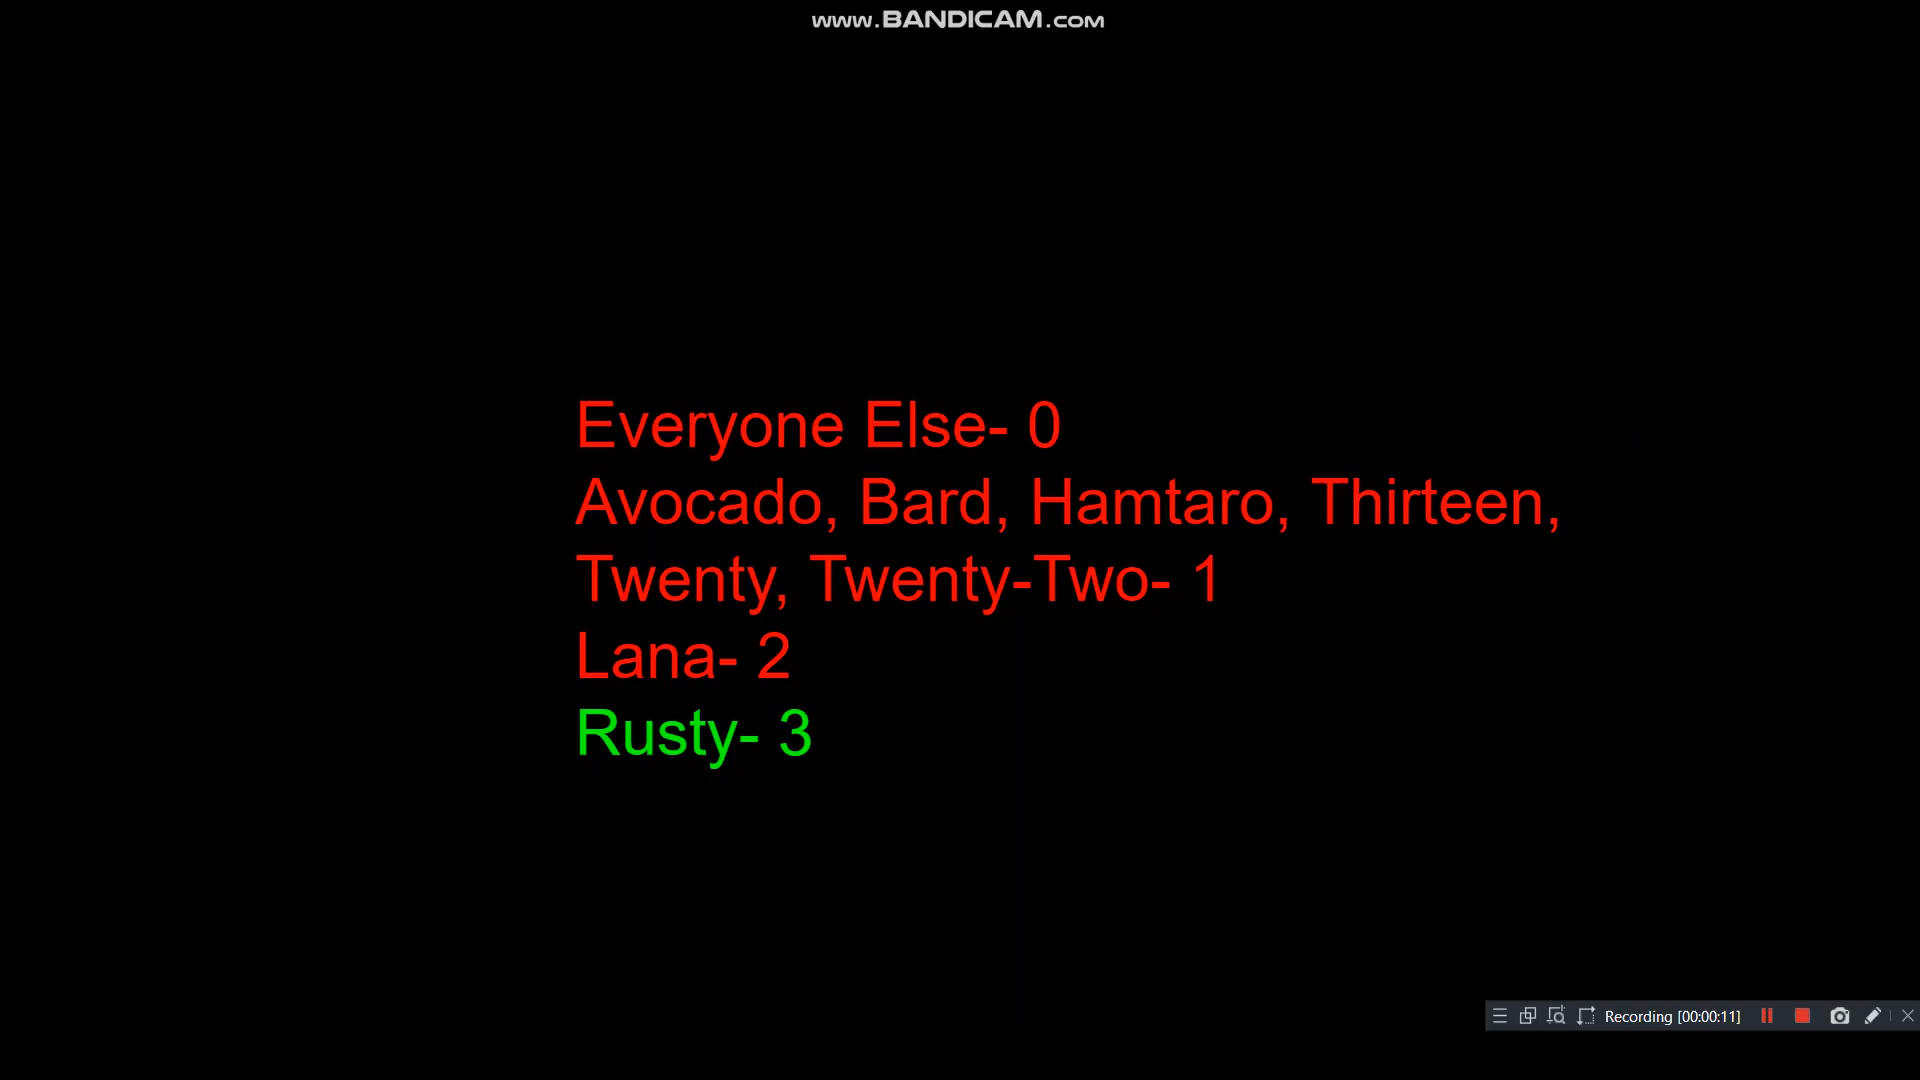 www.BANDICAM.COM
Everyone Else- 0
Avocado, Bard, Hamtaro, Thirteen,
Twenty, Twenty-Two- 1
Lana- 2
Rusty- 3
Recording [00:00:11]